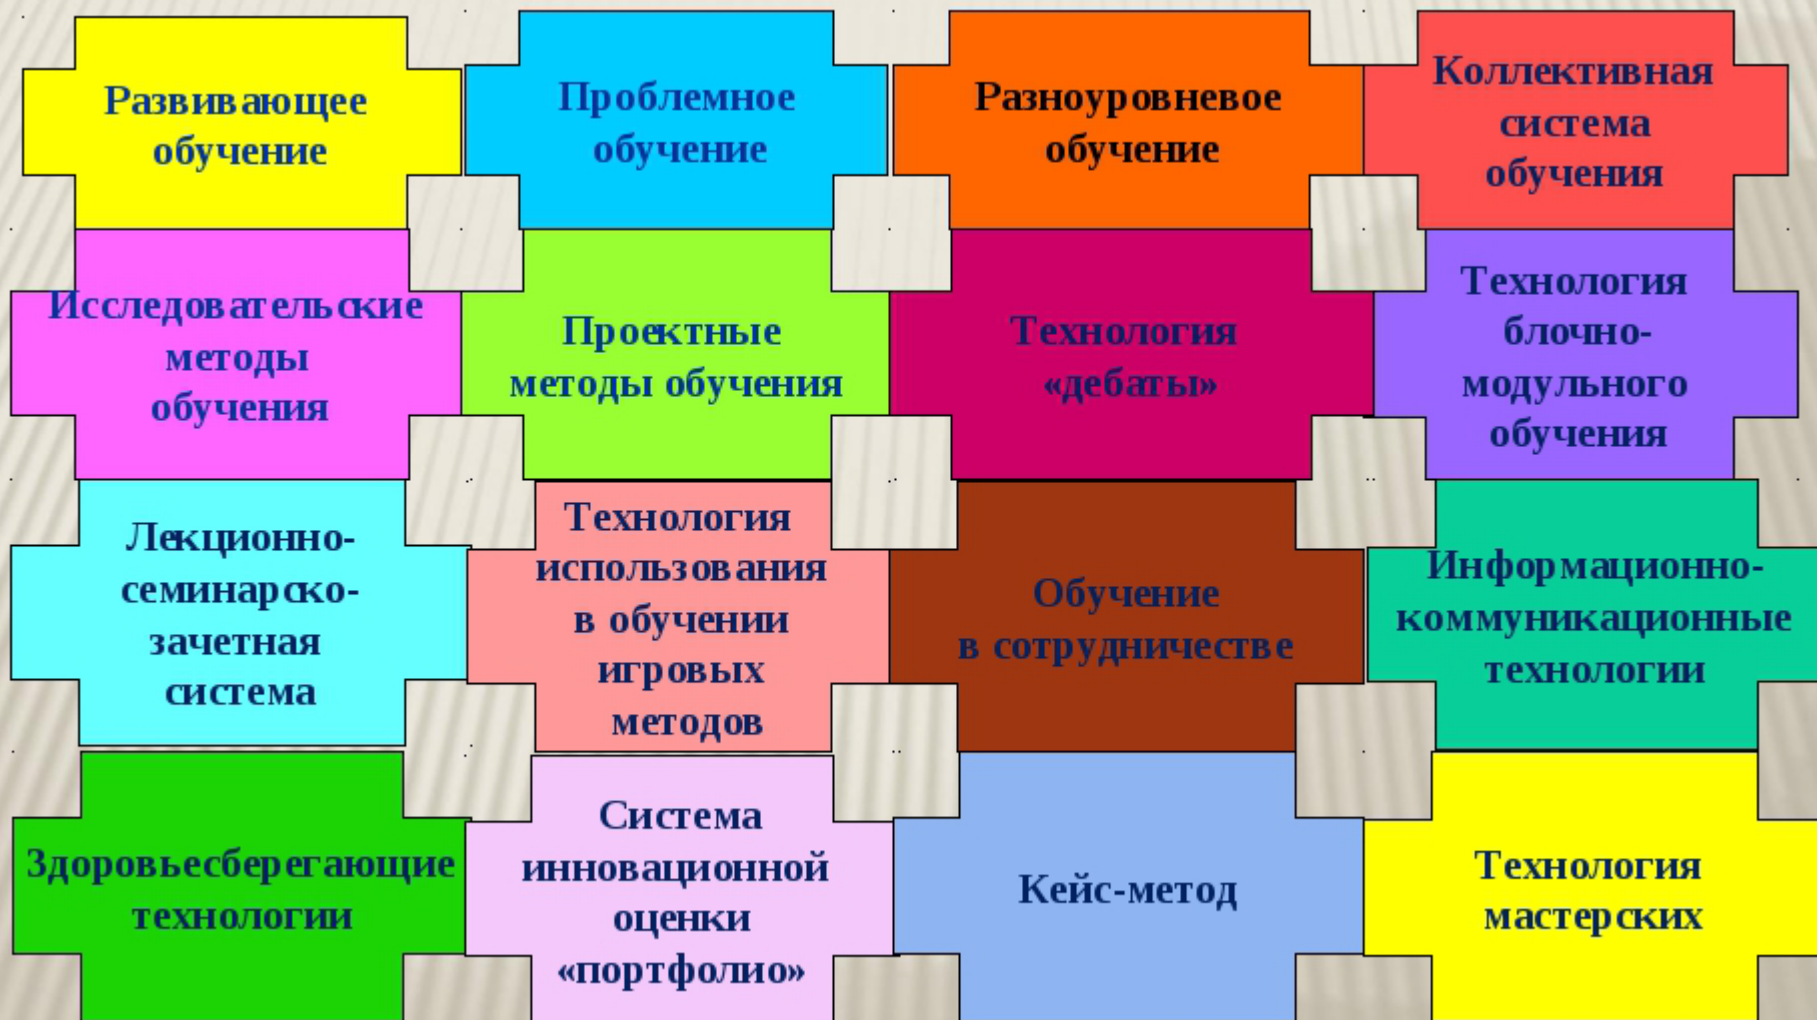 Развивающее
обучение
Проблемное
обучение
Разноуровневое
обучение
Коллективная
система
обучения
Исследовательские
методы
обучения
Проектные
методы обучения
Технология
«дебаты»
Технология
блочно-
модульного
обучения
Лекционно-
семинарско-
зачетная
система
Технология
использования
в обучении
игровых
методов
Обучение
в сотрудничестве
Информационно-
коммуникационные
технологии
Здоровьесберегающие
технологии
Система
инновационной
оценки
«портфолио»
Кейс-метод
Технология
мастерских